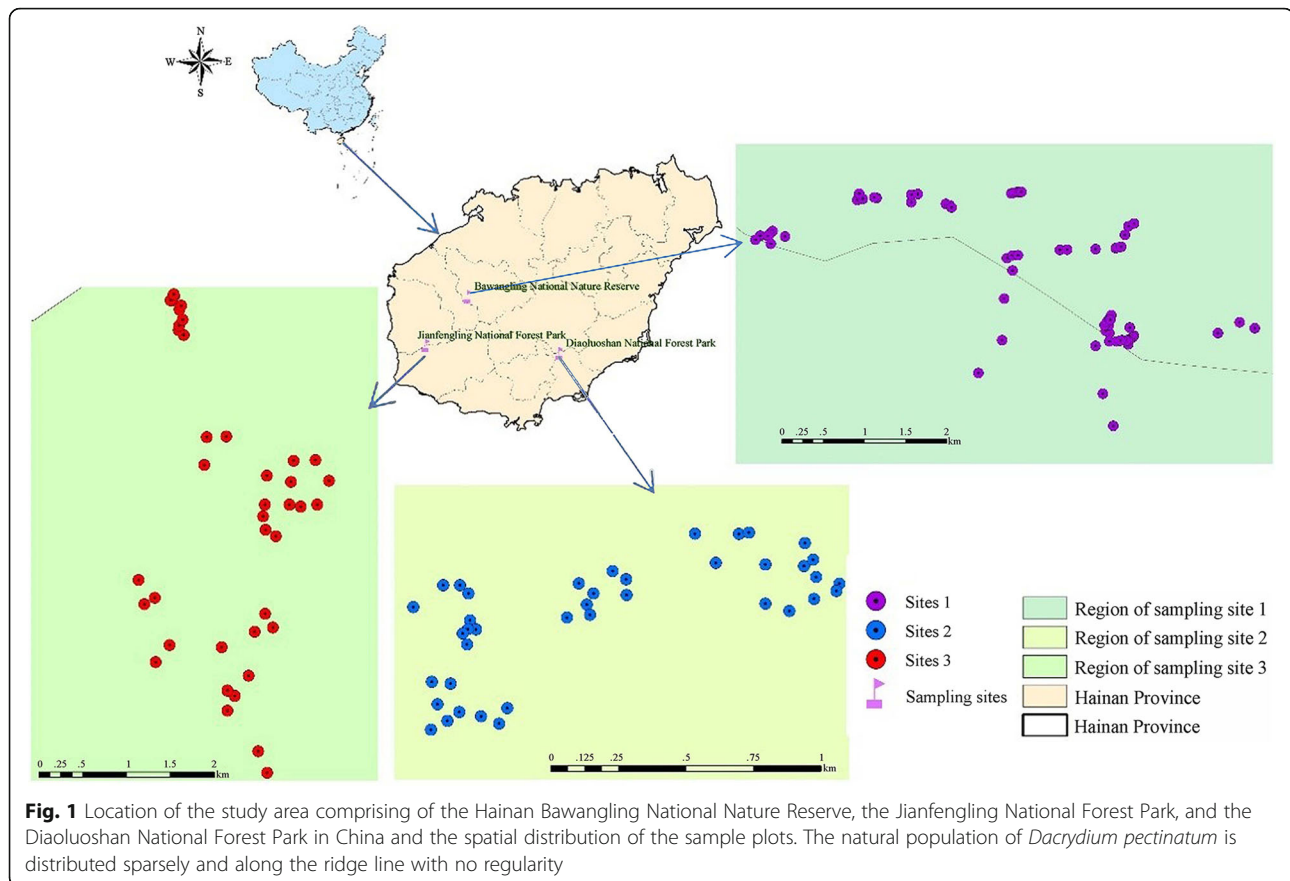 N
W E
S
Bawangling National Nature Reserve
Jianfengling National Forest Park
Diaoluoshan National Forest Park
0 .25 .5 1 2
km
0 .25 .5 1 2
km
0 .125 .25 .5 .75 1
km
Sites 1
Sites 2
Sites 3
Sampling sites
Region of sampling site 1
Region of sampling site 2
Region of sampling site 3
Hainan Province
Hainan Province
Fig. 1 Location of the study area comprising of the Hainan Bawangling National Nature Reserve, the Jianfengling National Forest Park, and the
Diaoluoshan National Forest Park in China and the spatial distribution of the sample plots. The natural population of Dacrydium pectinatum is
distributed sparsely and along the ridge line with no regularity